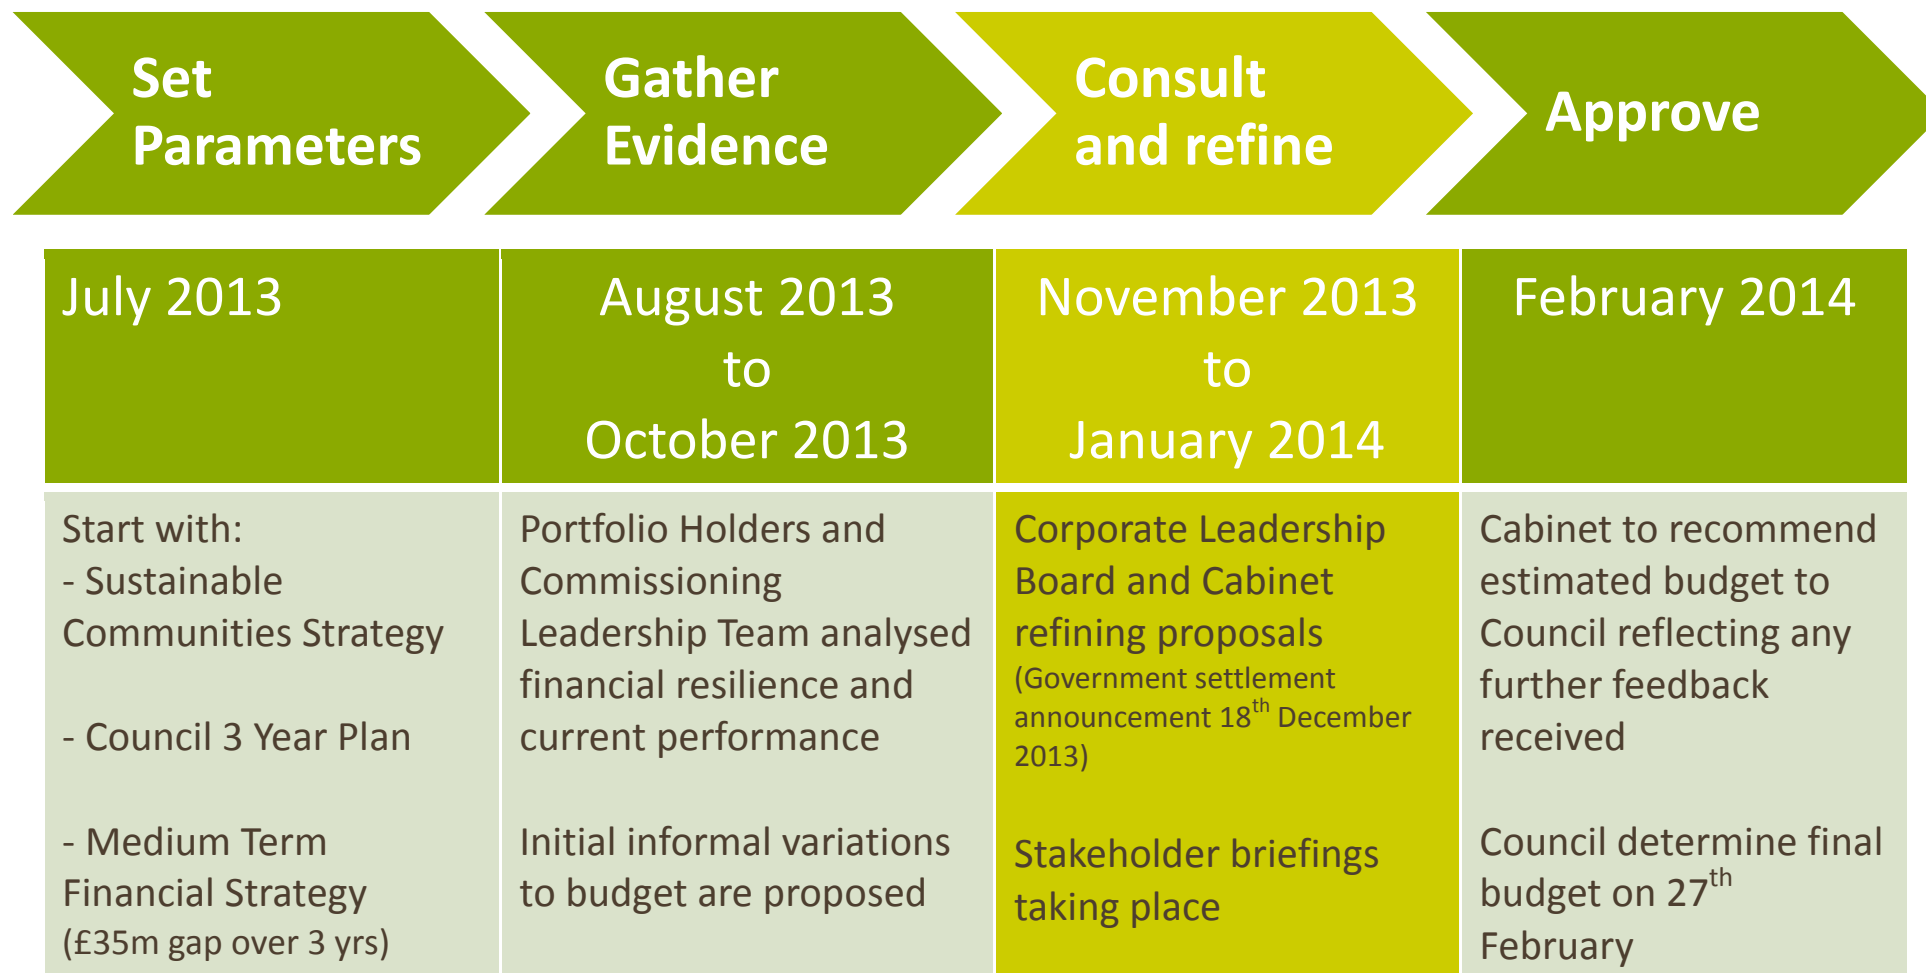 Set
Parameters
Gather
Evidence
Consult
and refine
Approve
July 2013
August 2013
to
October 2013
November 2013
to
January 2014
February 2014
Start with:
- Sustainable
Communities Strategy
- Council 3 Year Plan
- Medium Term
Financial Strategy
(£35m gap over 3 yrs)
Portfolio Holders and
Commissioning
Leadership Team analysed
financial resilience and
current performance
Initial informal variations
to budget are proposed
Corporate Leadership
Board and Cabinet
refining proposals
(Government settlement
announcement 18th December
2013)
Stakeholder briefings
taking place
Cabinet to recommend
estimated budget to
Council reflecting any
further feedback
received
Council determine final
budget on 27th
February